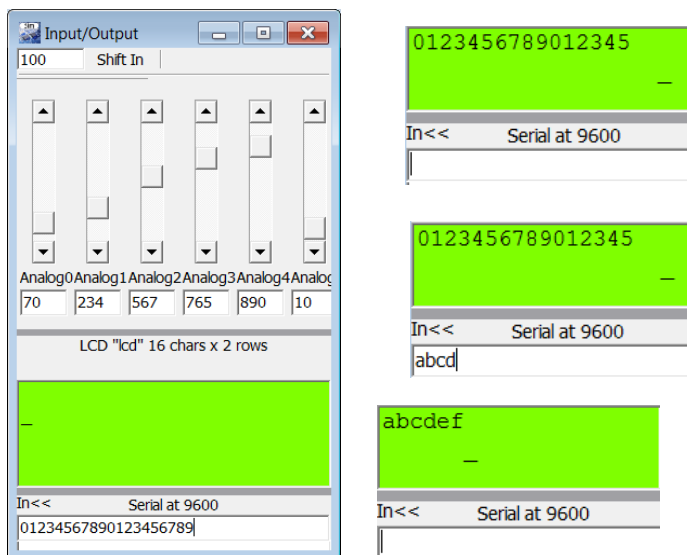 Input/Output
100 Shift In
Analog0 Analog1 Analog2 Analog3 Analog4 Analog
70 234 567 765 890 10
LCD "lcd" 16 chars x 2 rows
_
In<< Serial at 9600
01234567890123456789
0123456789012345
_
In<< Serial at 9600
0123456789012345
_
In<< Serial at 9600
abcd
abcdef
_
In<< Serial at 9600